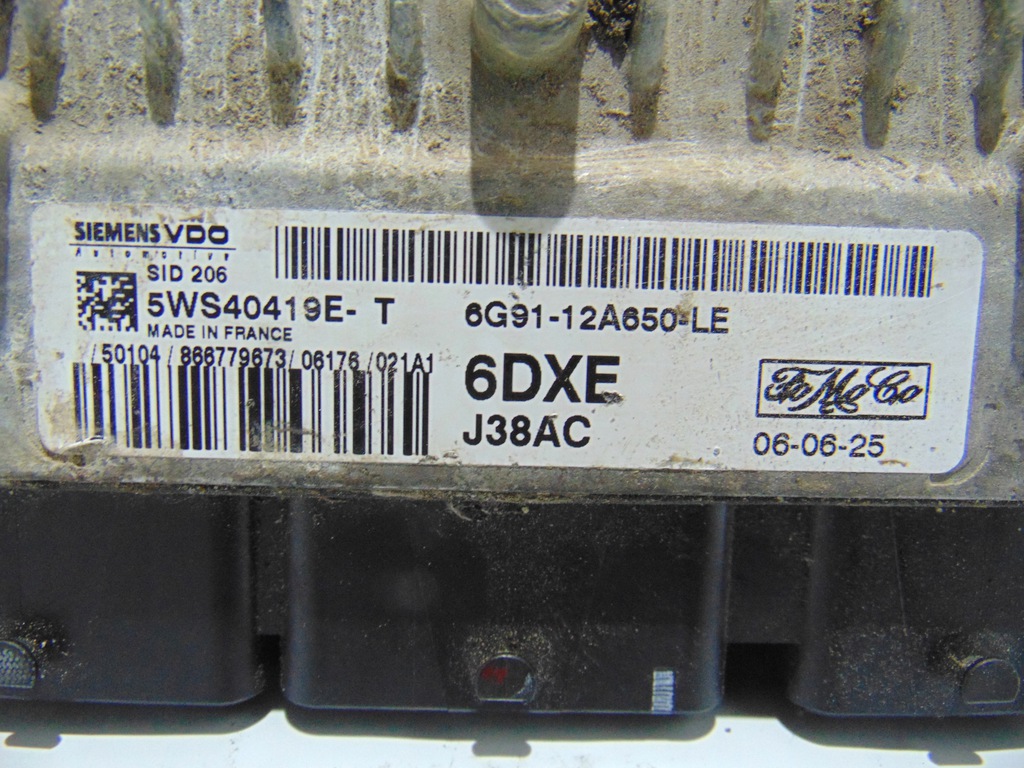 SIEMENS VDO
Automotive
SID 206
5WS40419E- T
MADE IN FRANCE
/ 50104 / 866779673 / 06176 / 021A1
6G91-12A650-LE
6DXE
J38AC
FoMoCo
06-06-25